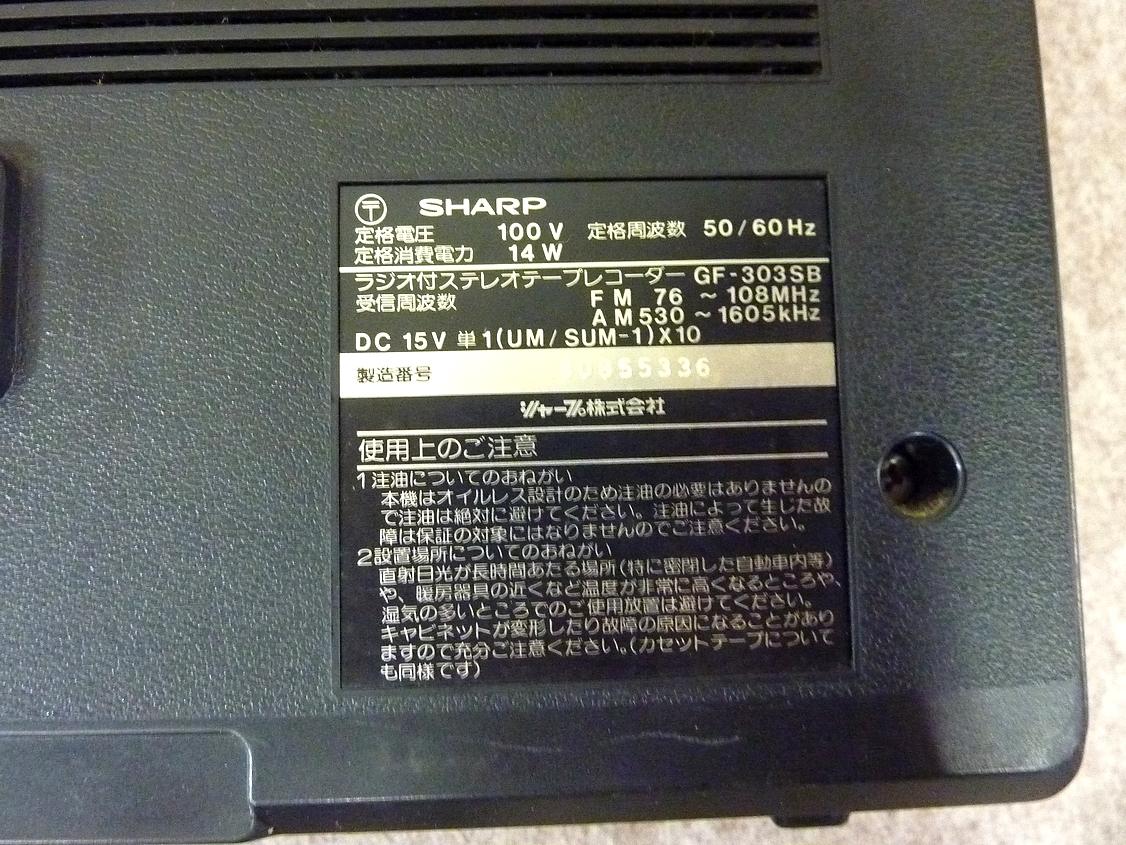 〒 SHARP
定格電圧 100 V 定格周波数 50/60Hz
定格消費電力 14 W
ラジオ付ステレオテープレコーダー GF-303SB
受信周波数 FM 76 ~ 108MHz
AM 530 ~ 1605kHz
DC 15V 単1(UM/SUM-1)X10
製造番号 0855336
シャープ株式会社
使用上のご注意
1 注油についてのおねがい
本機はオイルレス設計のため注油の必要はありませんの
で注油は絶対に避けてください。注油によって生じた故
障は保証の対象にはなりませんのでご注意ください。
2 設置場所についてのおねがい
直射日光が長時間あたる場所(特に密閉した自動車内等)
や、暖房器具の近くなど温度が非常に高くなるところや、
湿気の多いところでのご使用放置は避けてください。
キャビネットが変形したり故障の原因になることがあり
ますので充分ご注意ください。(カセットテープについて
も同様です)